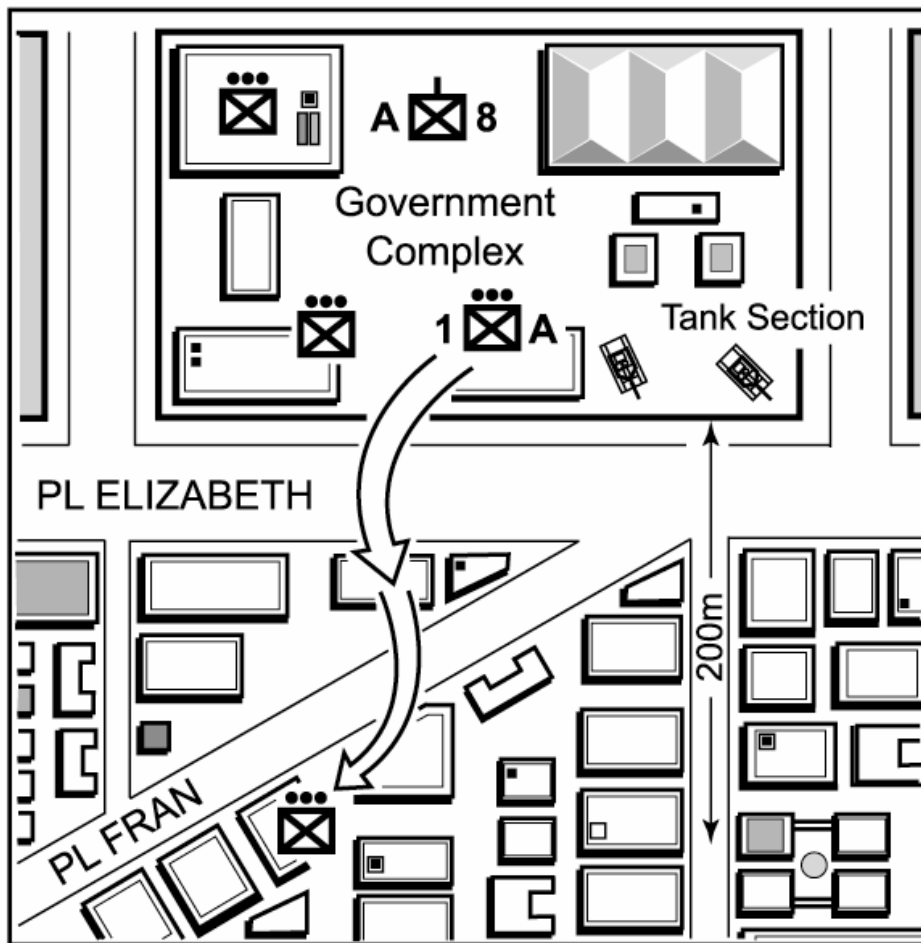 A 8
Government
Complex
1 A
Tank Section
PL ELIZABETH
200m
PL FRAN